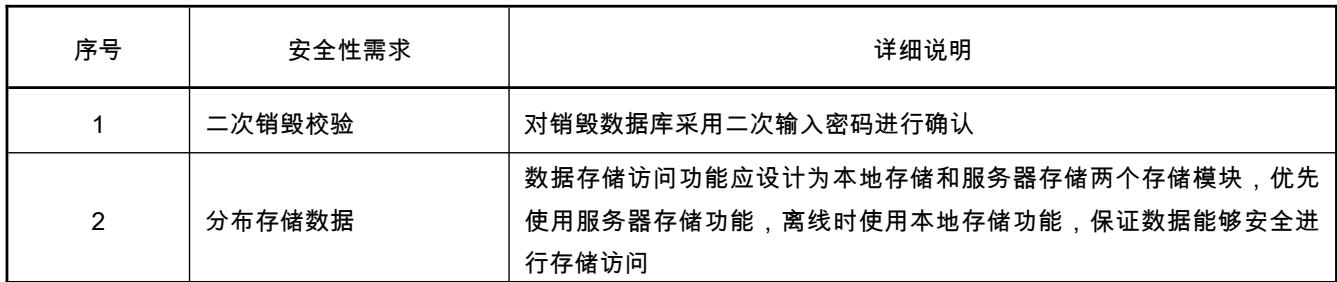 序号 安全性需求 详细说明
1 二次销毁校验 对销毁数据库采用二次输入密码进行确认
数据存储访问功能应设计为本地存储和服务器存储两个存储模块，优先
2 分布存储数据 使用服务器存储功能，离线时使用本地存储功能，保证数据能够安全进
行存储访问